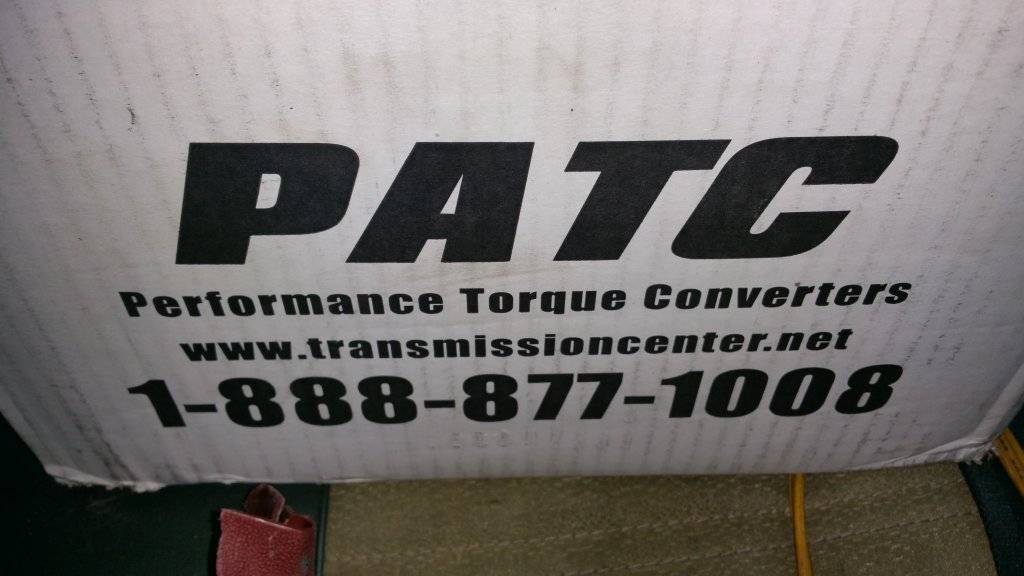 PATC
Performance Torque Converters
www.transmissioncenter.net
1-888-877-1008